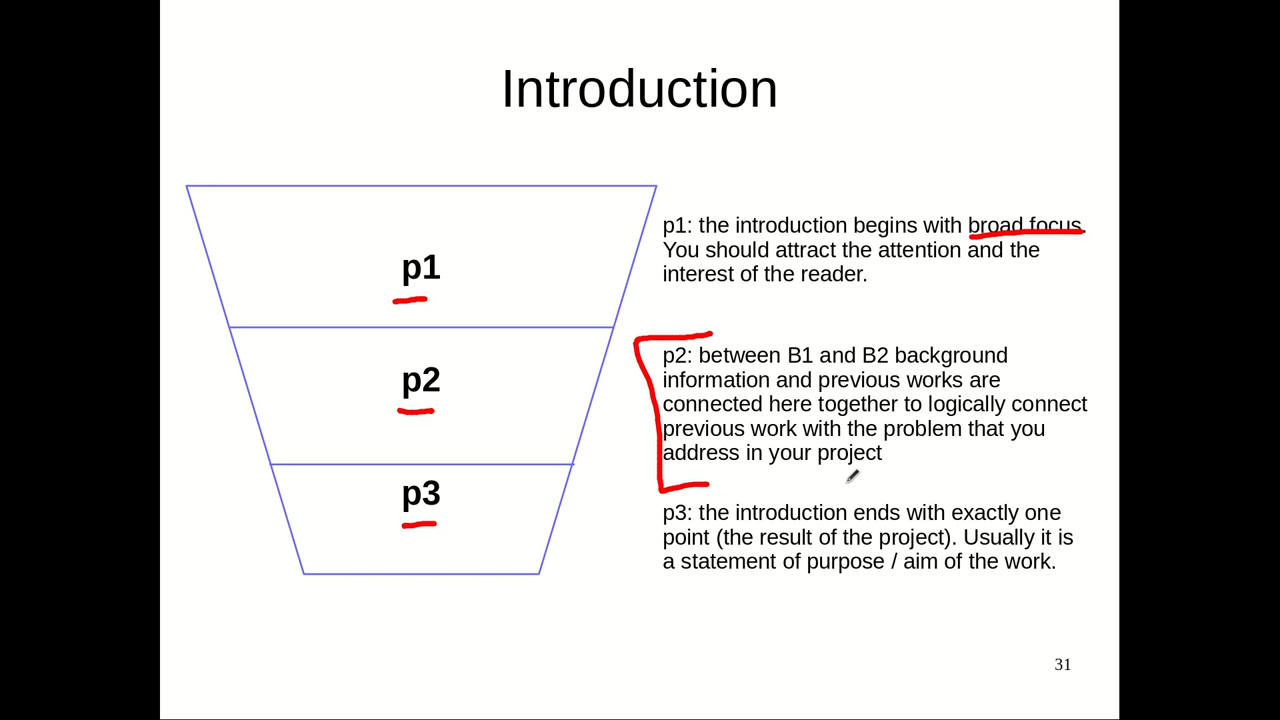 Introduction
p1
p1: the introduction begins with broad focus.
You should attract the attention and the
interest of the reader.
p2
p2: between B1 and B2 background
information and previous works are
connected here together to logically connect
previous work with the problem that you
address in your project
p3
p3: the introduction ends with exactly one
point (the result of the project). Usually it is
a statement of purpose / aim of the work.
31